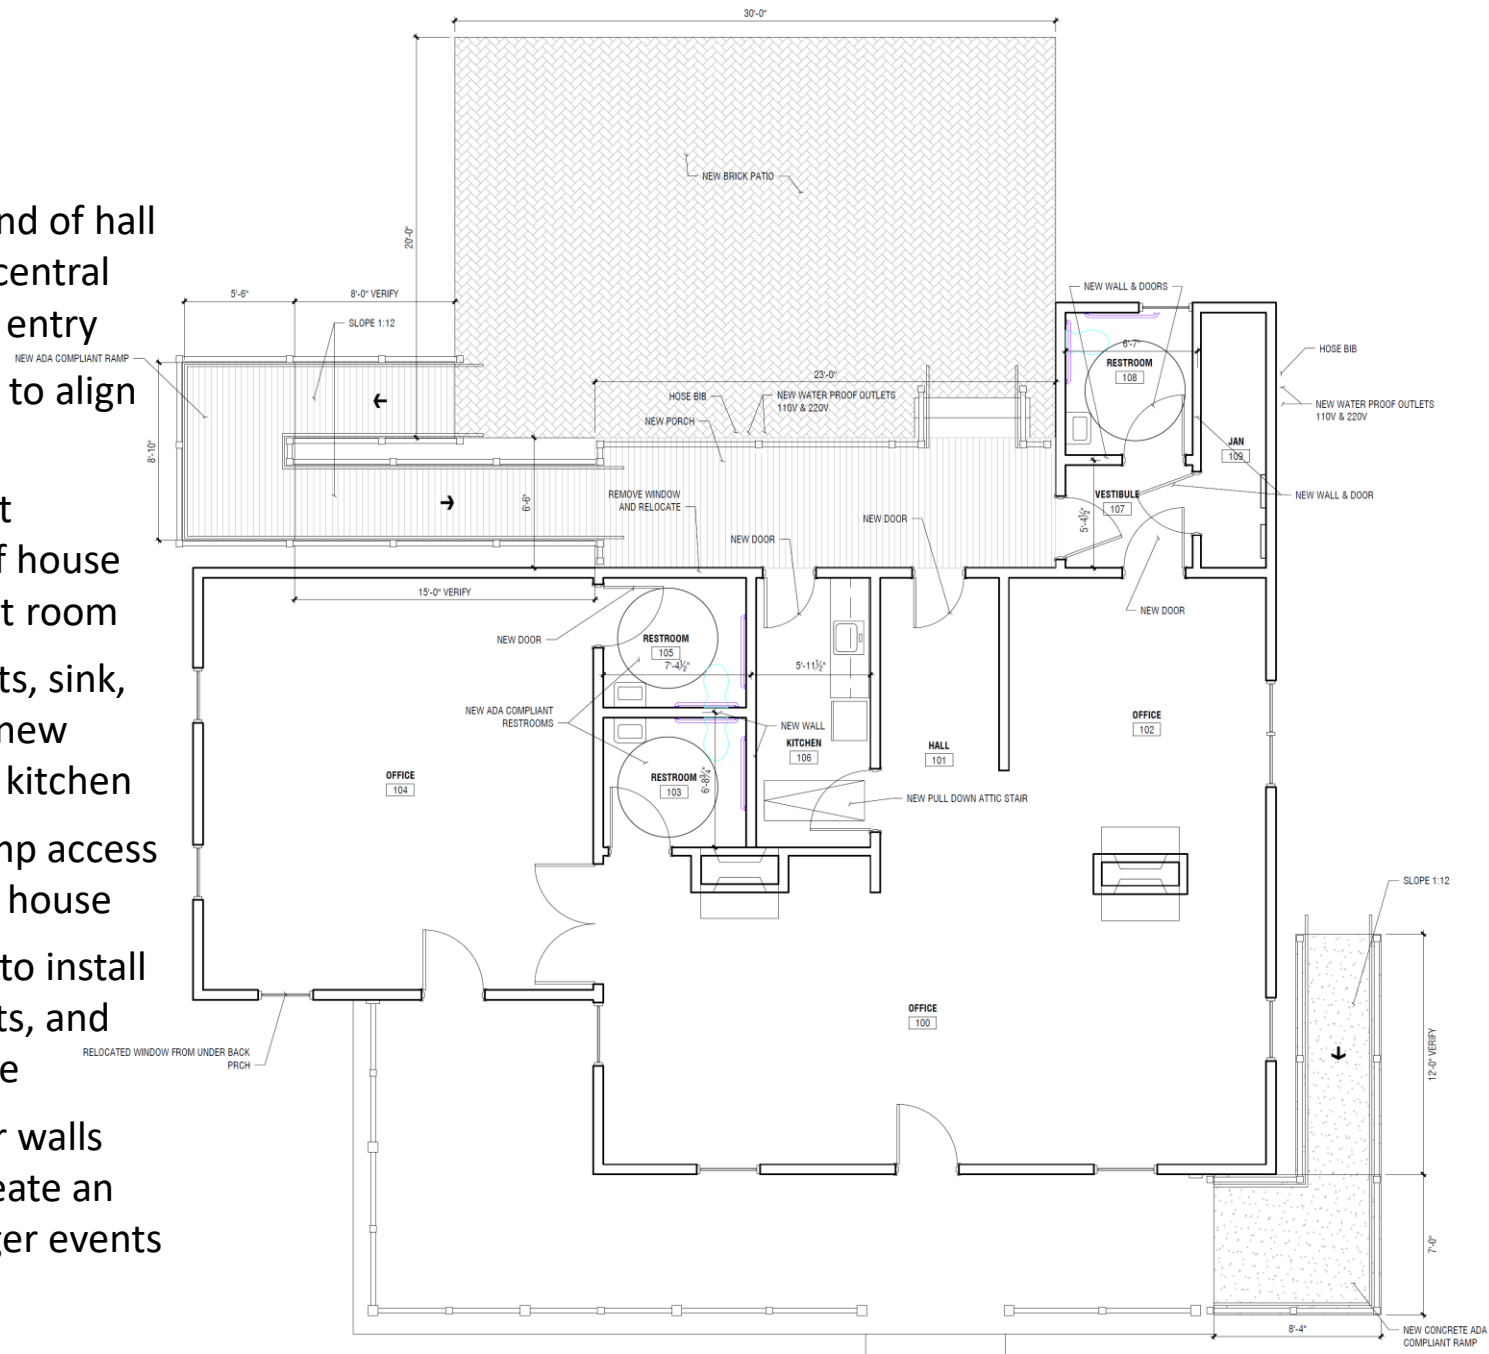 nd of hall
central
entry
to align
t
f house
t room
ts, sink,
new
kitchen
mp access
house
to install
ts, and
e
r walls
eate an
ger events
30'-0"
NEW BRICK PATIO
20'-0"
5'-6"
8'-0" VERIFY
SLOPE 1:12
NEW ADA COMPLIANT RAMP
8'-10"
23'-0"
HOSE BIB
NEW WATER PROOF OUTLETS
110V & 220V
NEW PORCH
6'-6"
REMOVE WINDOW
AND RELOCATE
NEW DOOR
NEW DOOR
15'-0" VERIFY
NEW WALL & DOORS
6'-7"
RESTROOM
108
HOSE BIB
NEW WATER PROOF OUTLETS
110V & 220V
JAN
109
VESTIBULE
107
5'-4½"
NEW WALL & DOOR
NEW DOOR
NEW DOOR
RESTROOM
105
7'-4½"
5'-11½"
NEW ADA COMPLIANT
RESTROOMS
NEW WALL
KITCHEN
106
HALL
101
OFFICE
102
OFFICE
104
RESTROOM
103
6'-8¾"
NEW PULL DOWN ATTIC STAIR
SLOPE 1:12
OFFICE
100
RELOCATED WINDOW FROM UNDER BACK
PRCH
12'-0" VERIFY
7'-0"
8'-4"
NEW CONCRETE ADA
COMPLIANT RAMP